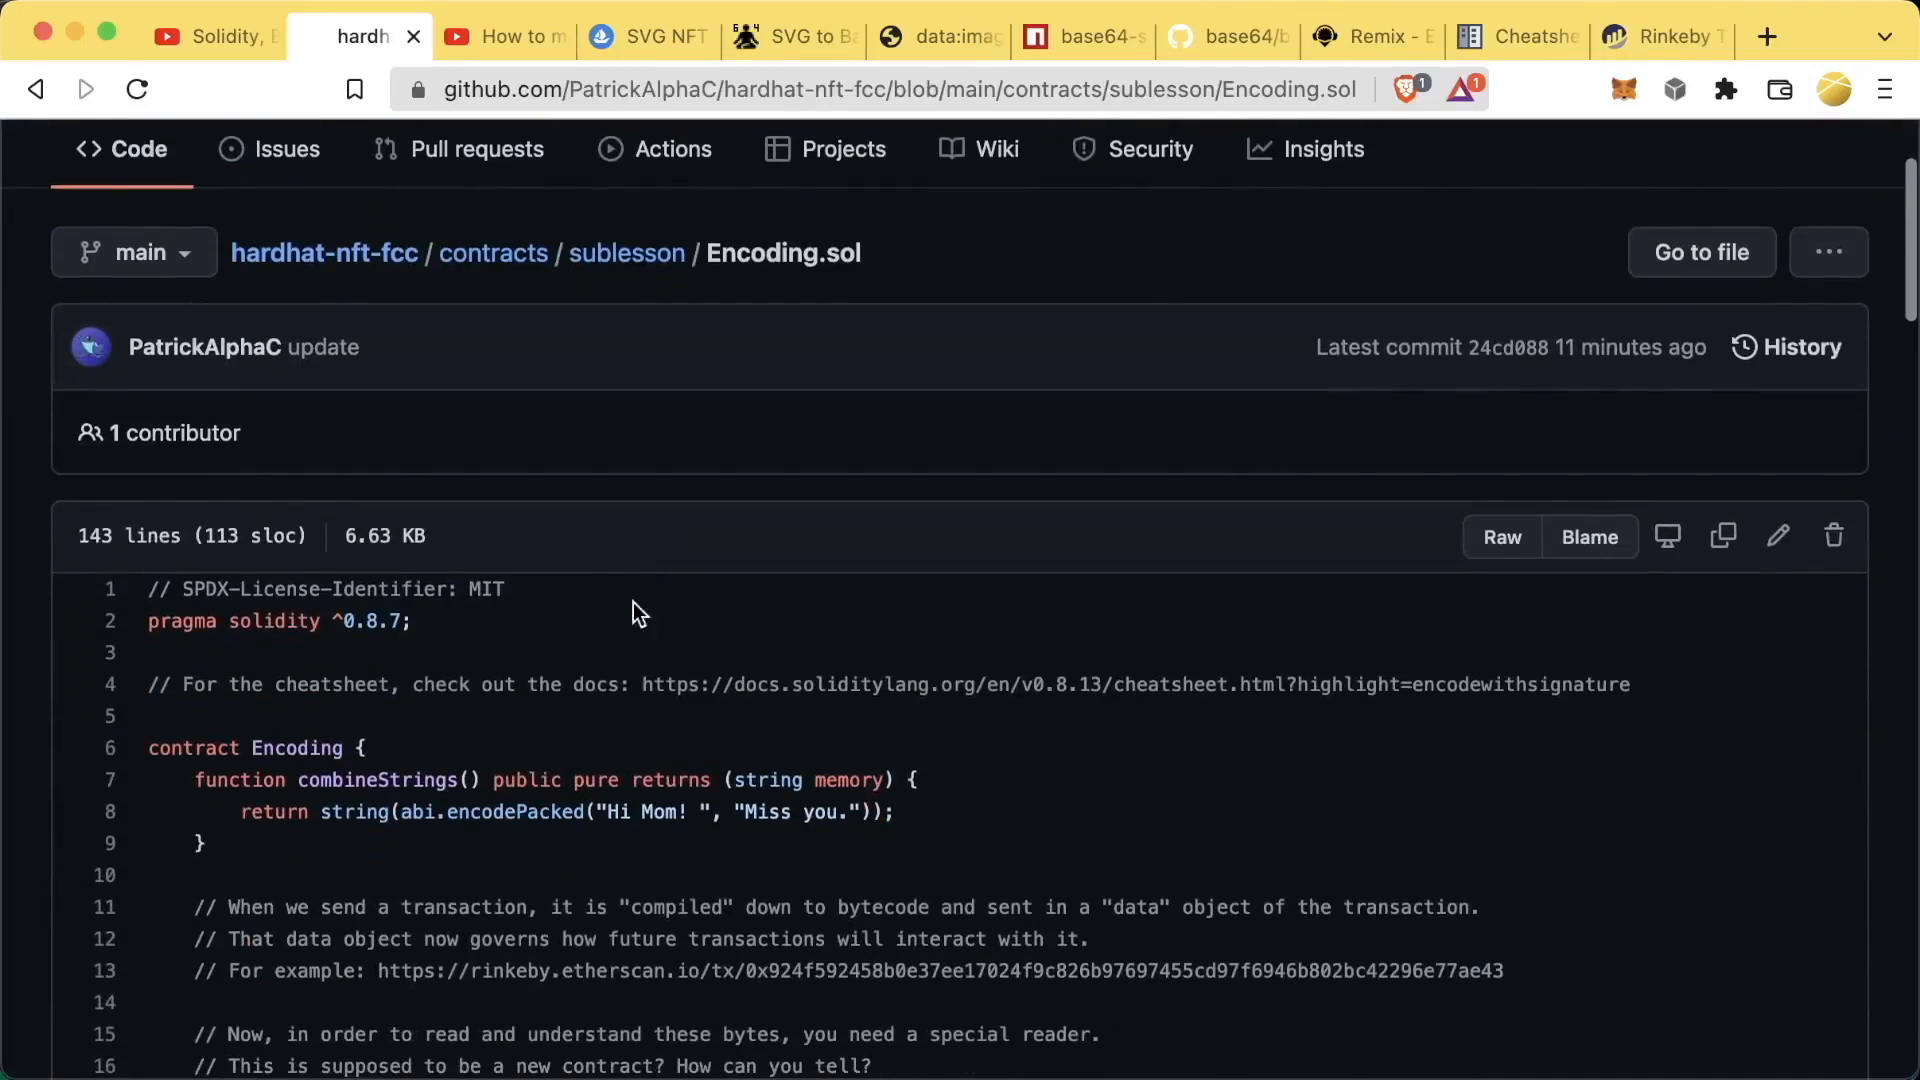 Solidity, E
hardh
How to m
SVG NFT
SVG to Ba
data:imag
base64-s
base64/b
Remix - E
Cheatshe
Rinkeby T
github.com/PatrickAlphaC/hardhat-nft-fcc/blob/main/contracts/sublesson/Encoding.sol
1
1
Code
Issues
Pull requests
Actions
Projects
Wiki
Security
Insights
main
hardhat-nft-fcc / contracts / sublesson / Encoding.sol
Go to file
PatrickAlphaC update
Latest commit 24cd088 11 minutes ago
History
1 contributor
143 lines (113 sloc)
6.63 KB
Raw
Blame
1 // SPDX-License-Identifier: MIT
2 pragma solidity ^0.8.7;
3
4 // For the cheatsheet, check out the docs: https://docs.soliditylang.org/en/v0.8.13/cheatsheet.html?highlight=encodewithsignature
5
6 contract Encoding {
7 function combineStrings() public pure returns (string memory) {
8 return string(abi.encodePacked("Hi Mom! ", "Miss you."));
9 }
10
11 // When we send a transaction, it is "compiled" down to bytecode and sent in a "data" object of the transaction.
12 // That data object now governs how future transactions will interact with it.
13 // For example: https://rinkeby.etherscan.io/tx/0x924f592458b0e37ee17024f9c826b97697455cd97f6946b802bc42296e77ae43
14
15 // Now, in order to read and understand these bytes, you need a special reader.
16 // This is supposed to be a new contract? How can you tell?